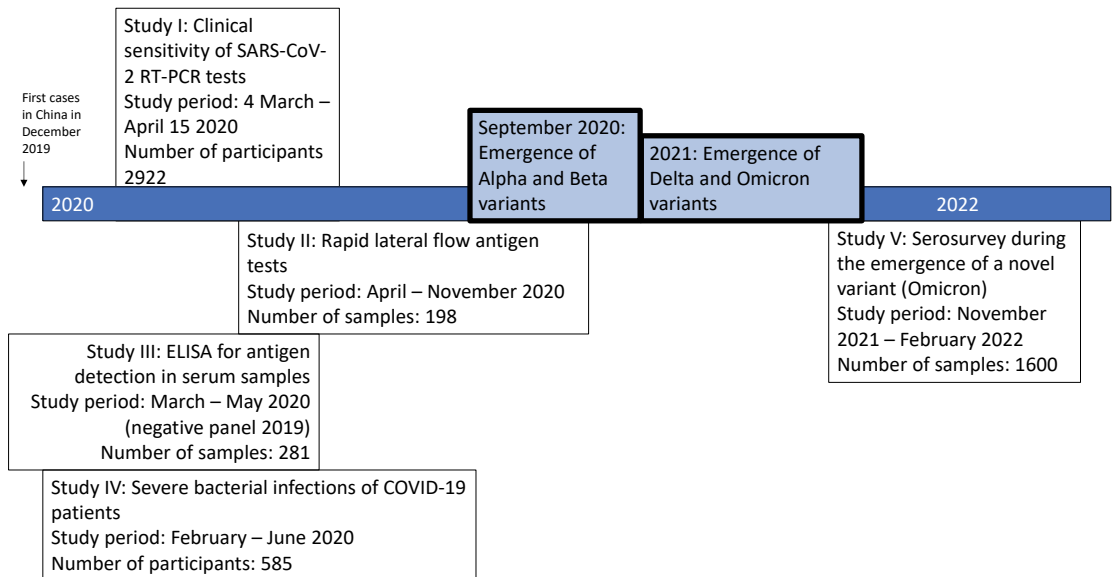 First cases
in China in
December
2019
Study I: Clinical
sensitivity of SARS-CoV-
2 RT-PCR tests
Study period: 4 March –
April 15 2020
Number of participants
2922
September 2020:
Emergence of
Alpha and Beta
variants
2021: Emergence of
Delta and Omicron
variants
2020
2022
Study II: Rapid lateral flow antigen
tests
Study period: April – November 2020
Number of samples: 198
Study V: Serosurvey during
the emergence of a novel
variant (Omicron)
Study period: November
2021 – February 2022
Number of samples: 1600
Study III: ELISA for antigen
detection in serum samples
Study period: March – May 2020
(negative panel 2019)
Number of samples: 281
Study IV: Severe bacterial infections of COVID-19
patients
Study period: February – June 2020
Number of participants: 585